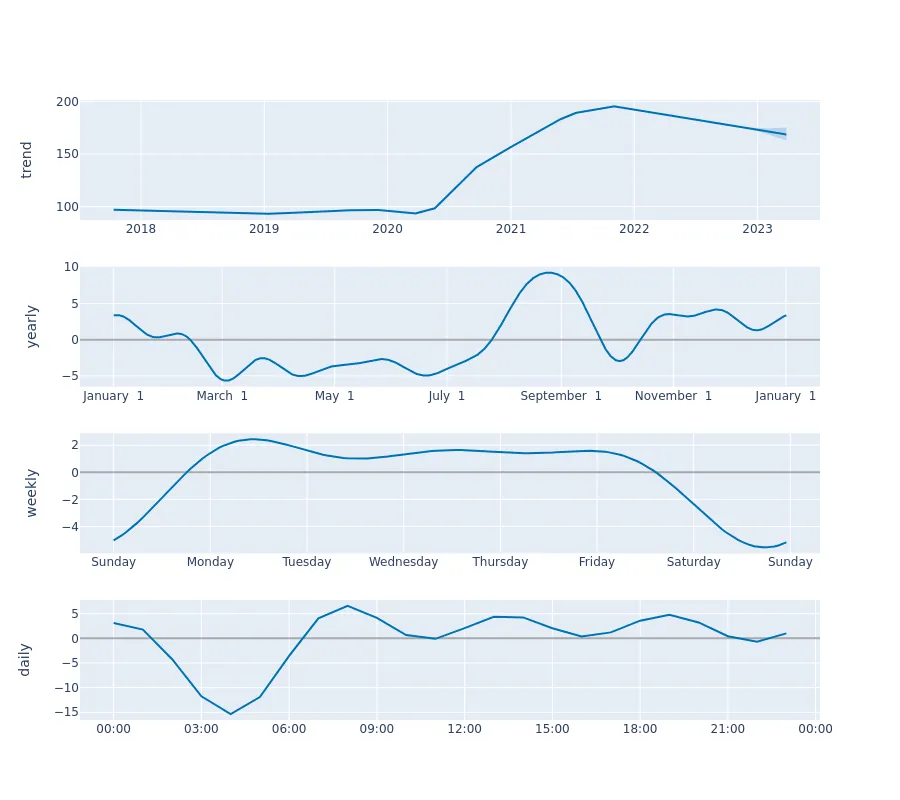 trend
200
150
100
2018 2019 2020 2021 2022 2023
yearly
10
5
0
−5
January 1 March 1 May 1 July 1 September 1 November 1 January 1
weekly
2
0
−2
−4
Sunday Monday Tuesday Wednesday Thursday Friday Saturday Sunday
daily
5
0
−5
−10
−15
00:00 03:00 06:00 09:00 12:00 15:00 18:00 21:00 00:00